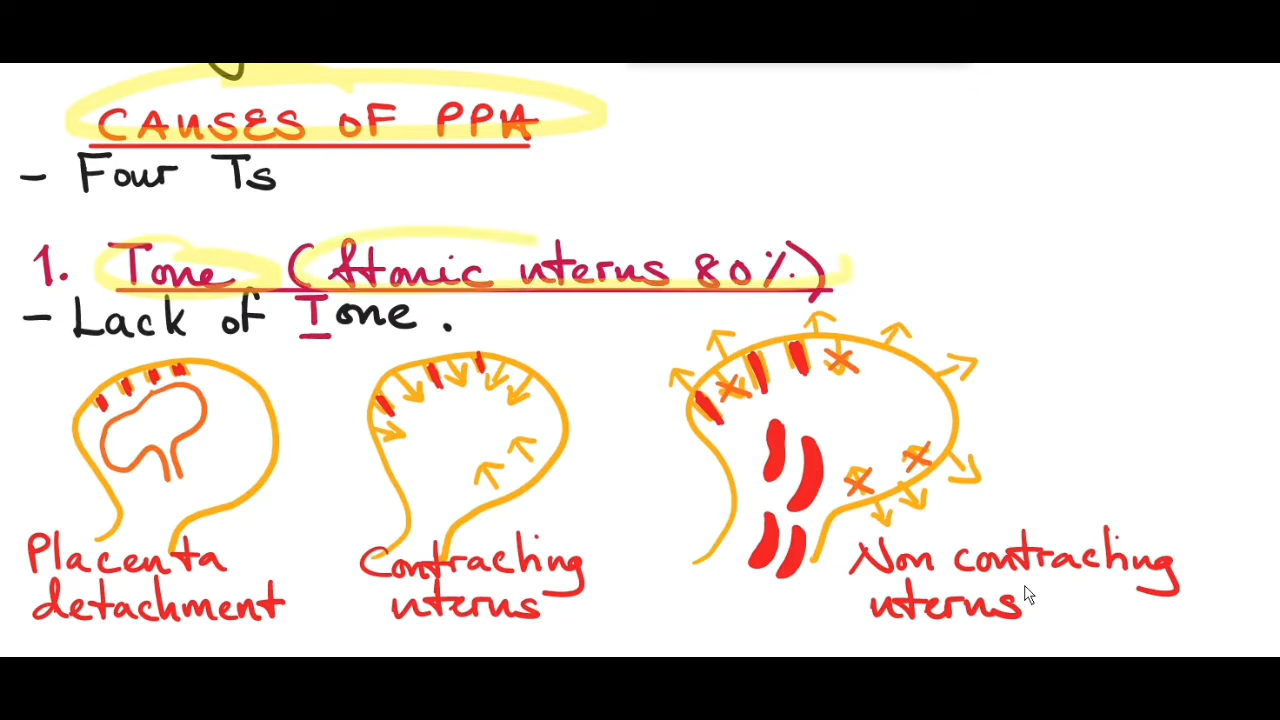 CAUSES OF PPH
- Four Ts
1. Tone (Atonic uterus 80%)
- Lack of Tone.
Placenta
detachment
Contracting
uterus
Non contracting
uterus